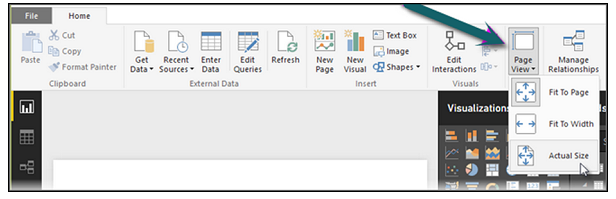 File Home
Cut
Copy
Format Painter
Paste
Clipboard
Get Data
Recent Sources
Enter Data
Edit Queries
Refresh
External Data
New Page
New Visual
Text Box
Image
Shapes
Insert
Edit Interactions
Visuals
Page View
Manage Relationships
Fit To Page
Fit To Width
Actual Size